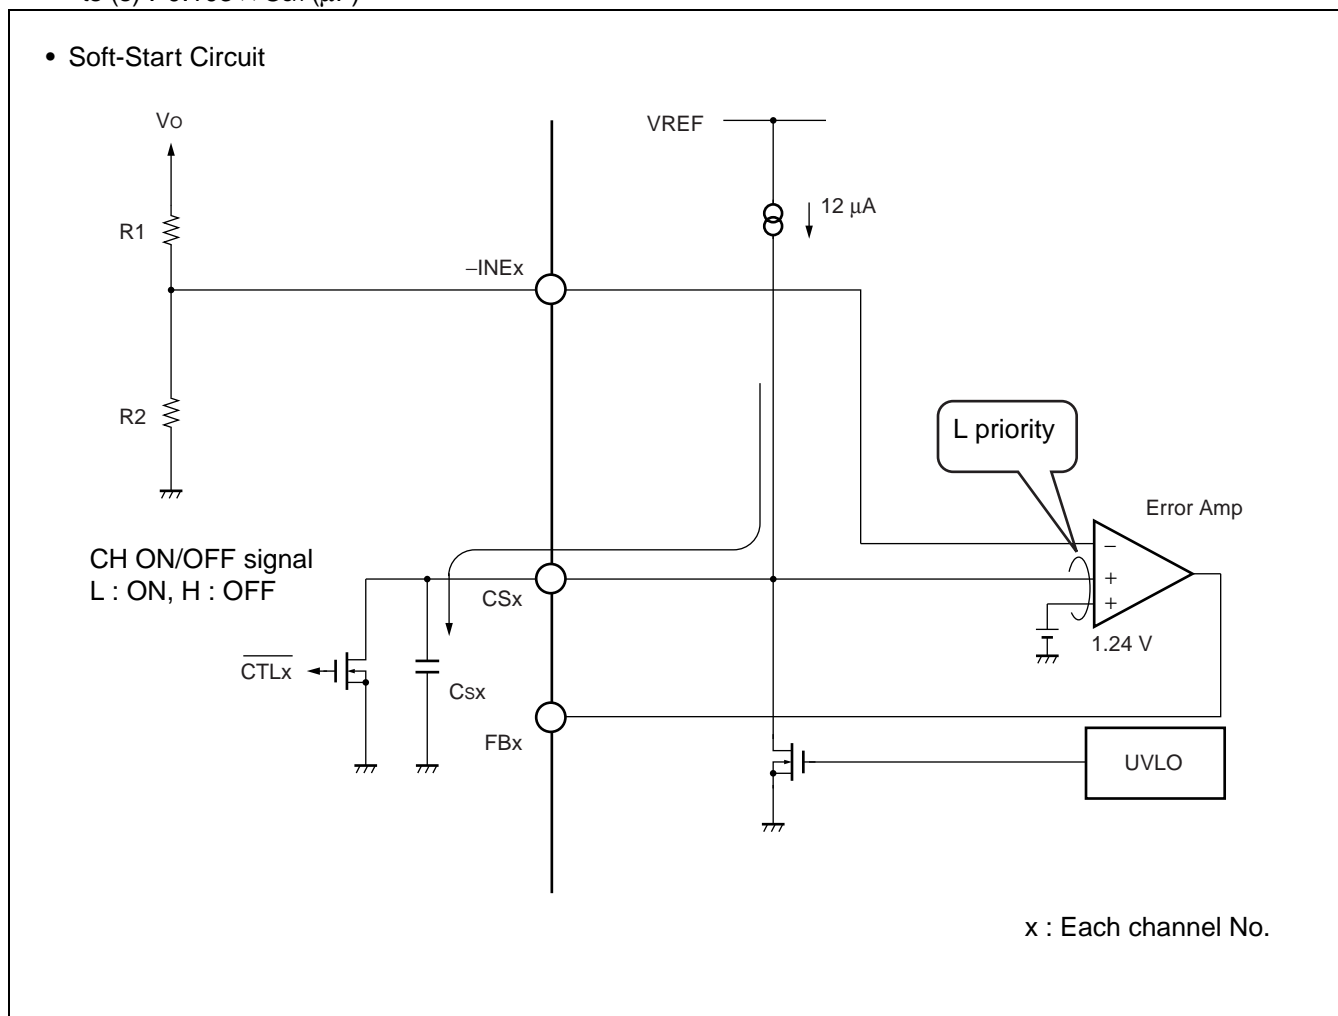 • Soft-Start Circuit
VO
VREF
R1
12 μA
−INEx
R2
L priority
Error Amp
CH ON/OFF signal
L : ON, H : OFF
−
+
+
CSx
1.24 V
CTLx
CSX
FBx
UVLO
x : Each channel No.